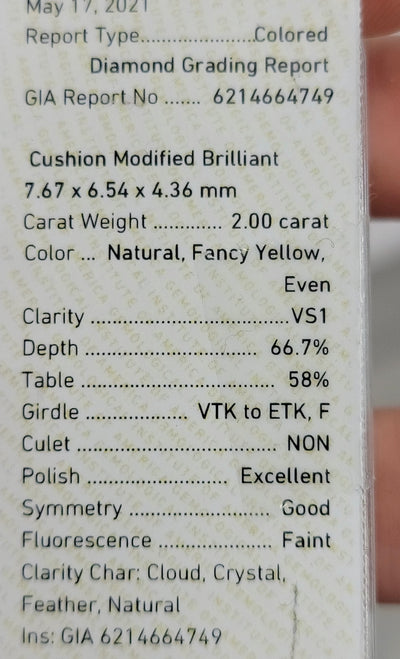 May 17, 2021
Report Type......................Colored
Diamond Grading Report
GIA Report No ....... 6214664749
Cushion Modified Brilliant
7.67 x 6.54 x 4.36 mm
Carat Weight ............ 2.00 carat
Color ... Natural, Fancy Yellow,
Even
Clarity ......................................VS1
Depth ................................. 66.7%
Table ..................................... 58%
Girdle ................... VTK to ETK, F
Culet ..................................... NON
Polish ........................... Excellent
Symmetry ........................... Good
Fluorescence ...................... Faint
Clarity Char: Cloud, Crystal,
Feather, Natural
Ins: GIA 6214664749